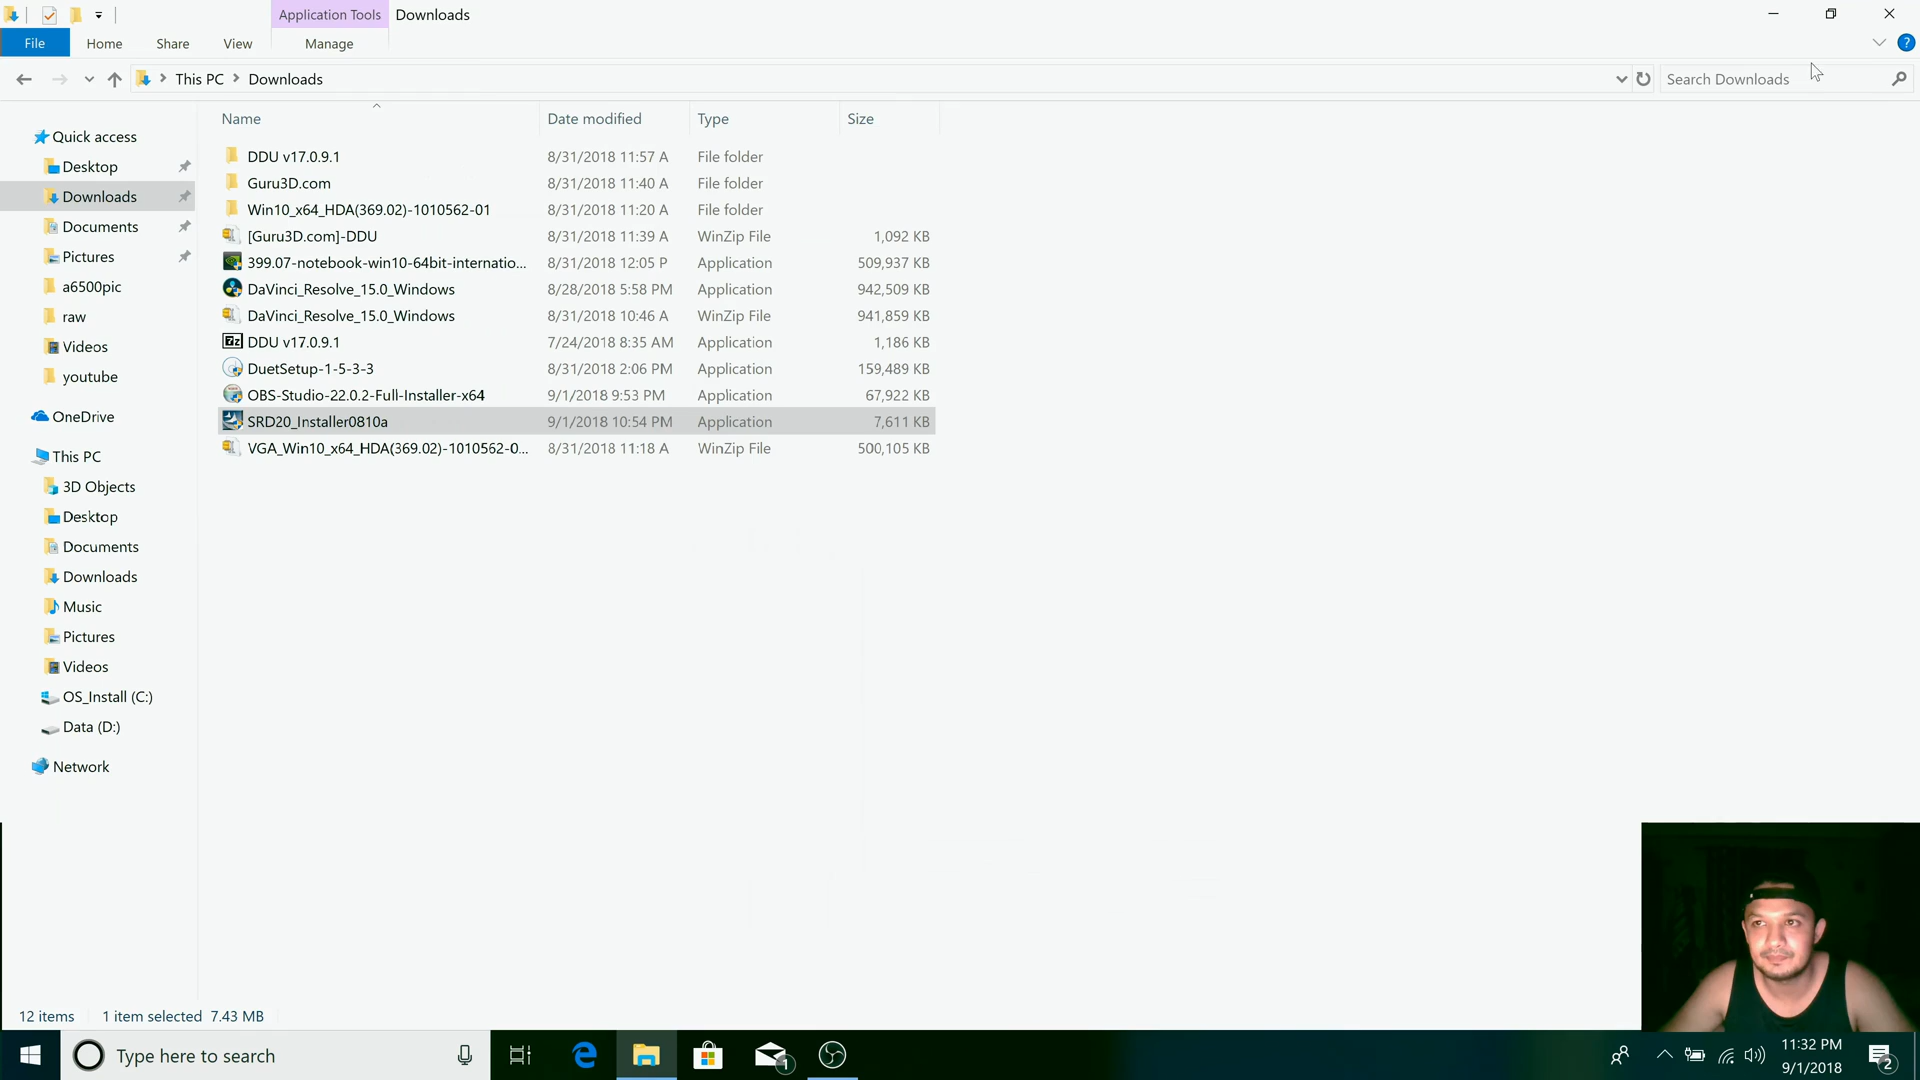 Application Tools
Downloads
File
Home
Share
View
Manage
This PC
Downloads
Search Downloads
Name
Date modified
Type
Size
Quick access
Desktop
Downloads
Documents
Pictures
a6500pic
raw
Videos
youtube
OneDrive
This PC
3D Objects
Desktop
Documents
Downloads
Music
Pictures
Videos
OS_Install (C:)
Data (D:)
Network
DDU v17.0.9.1 8/31/2018 11:57 A File folder
Guru3D.com 8/31/2018 11:40 A File folder
Win10_x64_HDA(369.02)-1010562-01 8/31/2018 11:20 A File folder
[Guru3D.com]-DDU 8/31/2018 11:39 A WinZip File 1,092 KB
399.07-notebook-win10-64bit-internatio... 8/31/2018 12:05 P Application 509,937 KB
DaVinci_Resolve_15.0_Windows 8/28/2018 5:58 PM Application 942,509 KB
DaVinci_Resolve_15.0_Windows 8/31/2018 10:46 A WinZip File 941,859 KB
7z DDU v17.0.9.1 7/24/2018 8:35 AM Application 1,186 KB
DuetSetup-1-5-3-3 8/31/2018 2:06 PM Application 159,489 KB
OBS-Studio-22.0.2-Full-Installer-x64 9/1/2018 9:53 PM Application 67,922 KB
SRD20_Installer0810a 9/1/2018 10:54 PM Application 7,611 KB
VGA_Win10_x64_HDA(369.02)-1010562-0... 8/31/2018 11:18 A WinZip File 500,105 KB
12 items
1 item selected 7.43 MB
Type here to search
1
11:32 PM
9/1/2018
2